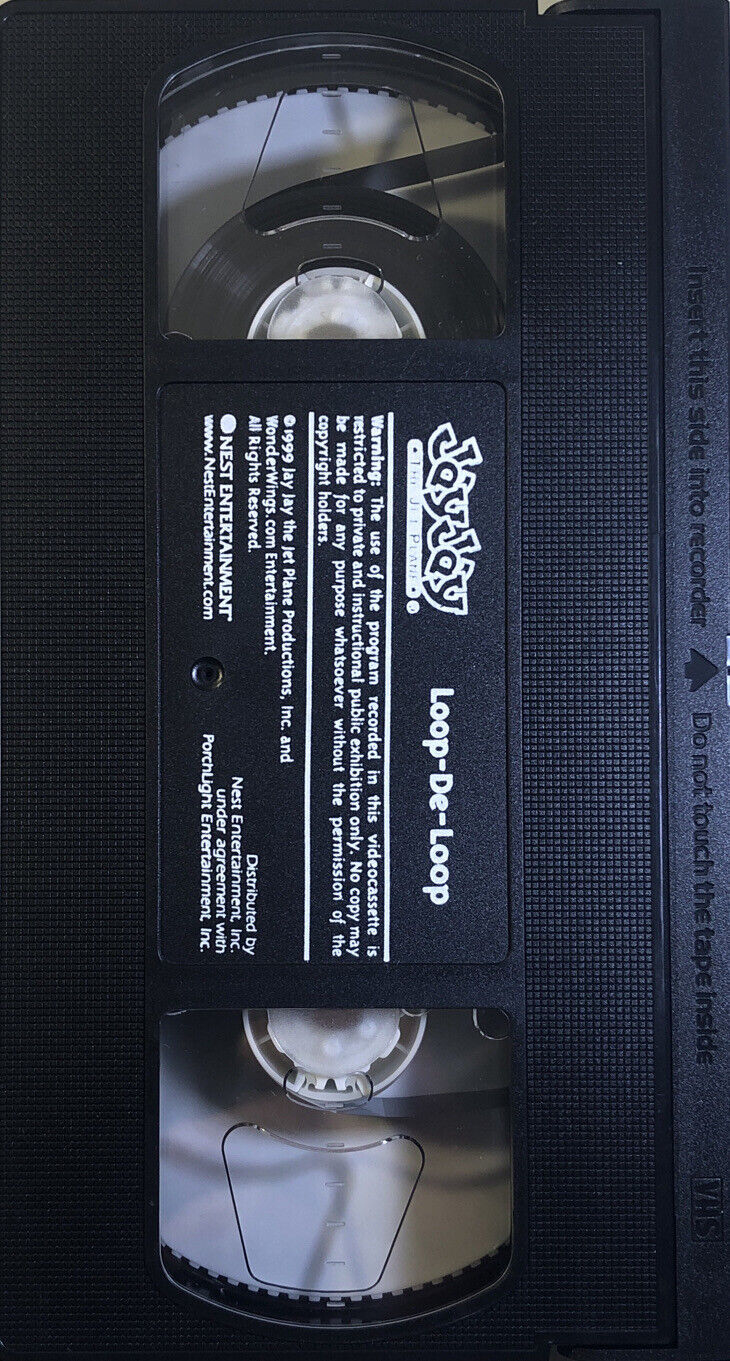 Insert this side into recorder
Do not touch the tape inside
VHS
JayJay
THE JET PLANE ®
Loop-De-Loop
Warning: The use of the program recorded in this videocassette is
restricted to private and instructional public exhibition only. No copy may
be made for any purpose whatsoever without the permission of the
copyright holders.
©1999 Jay Jay the Jet Plane Productions, Inc. and
WonderWings.com Entertainment.
All Rights Reserved.
NEST ENTERTAINMENT™
www.NestEntertainment.com
Distributed by
Nest Entertainment, Inc.
under agreement with
PorchLight Entertainment, Inc.